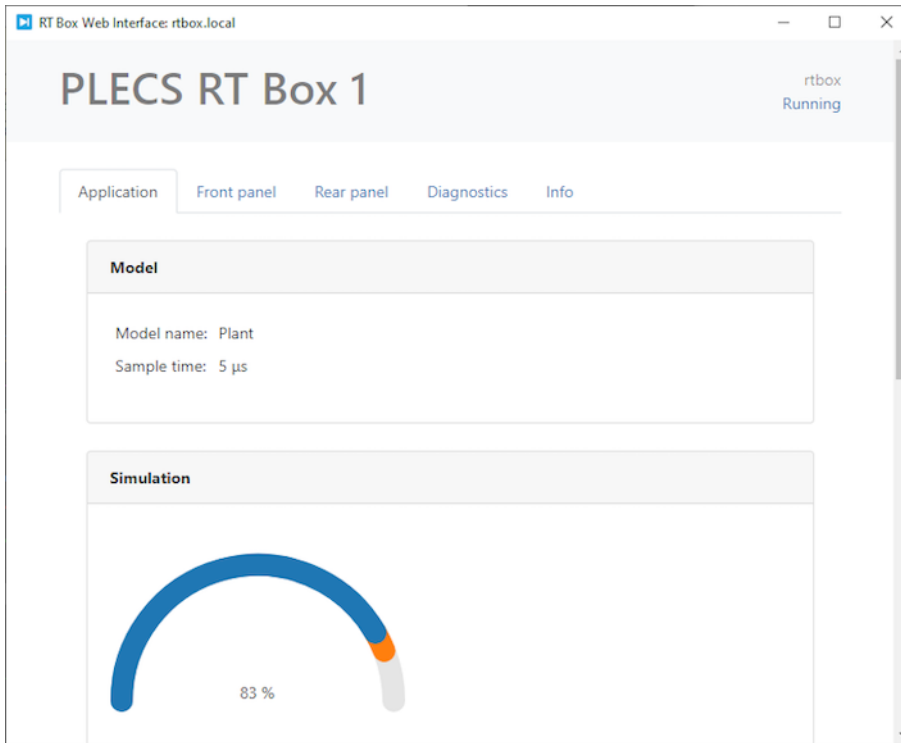 RT Box Web Interface: rtbox.local
PLECS RT Box 1
rtbox
Running
Application Front panel Rear panel Diagnostics Info
Model
Model name: Plant
Sample time: 5 µs
Simulation
83 %